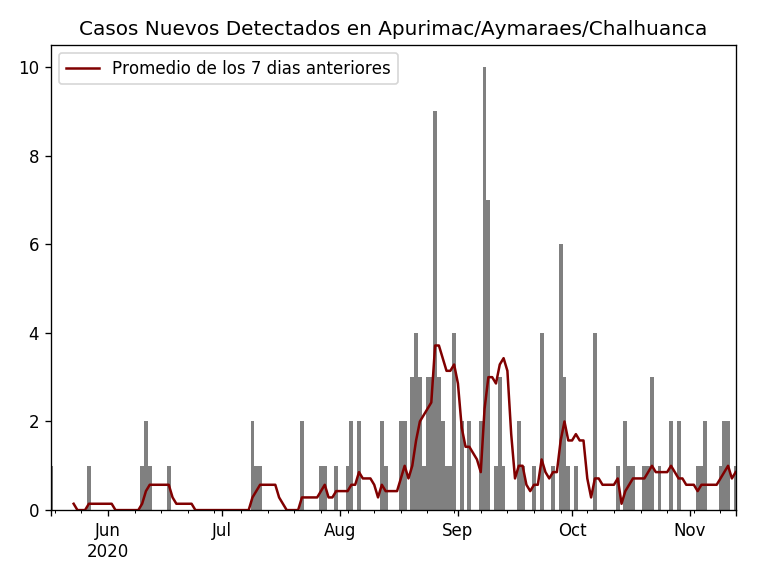 Casos Nuevos Detectados en Apurimac/Aymaraes/Chalhuanca
Promedio de los 7 dias anteriores
10
8
6
4
2
0
Jun Jul Aug Sep Oct Nov
2020